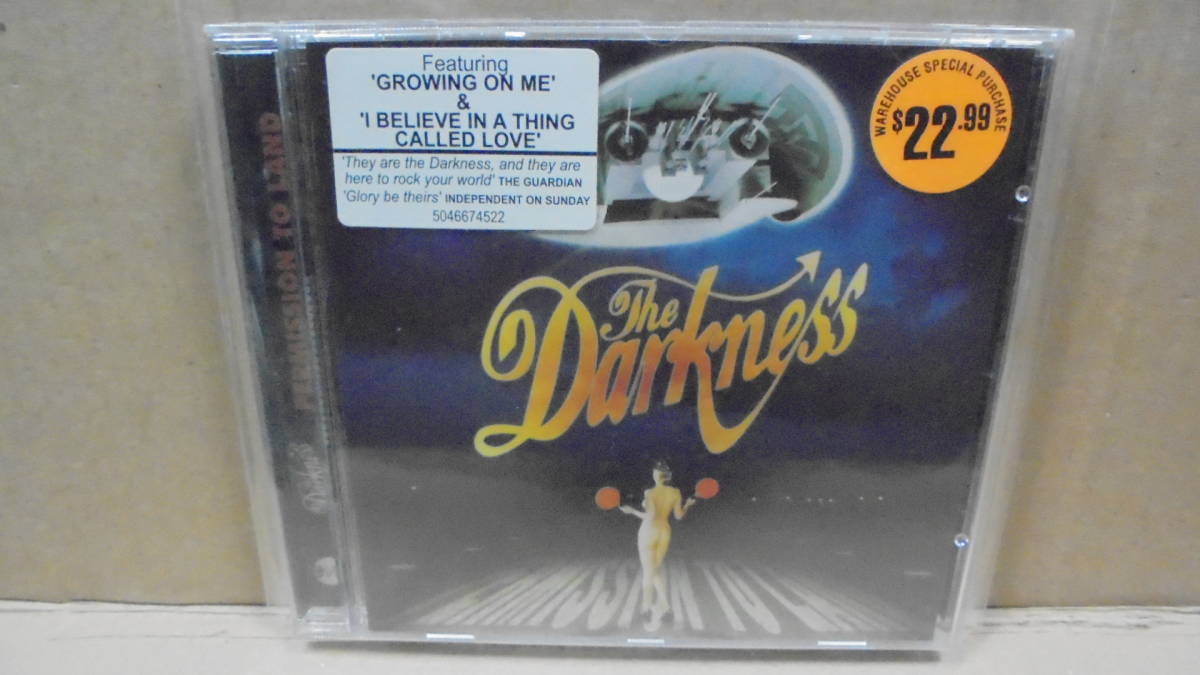 Featuring
'GROWING ON ME'
&
'I BELIEVE IN A THING
CALLED LOVE'
'They are the Darkness, and they are
here to rock your world' THE GUARDIAN
'Glory be theirs' INDEPENDENT ON SUNDAY
5046674522
WAREHOUSE SPECIAL PURCHASE
$22.99
The
Darkness
PERMISSION TO LAND
Darkness
PERMISSION TO LAND